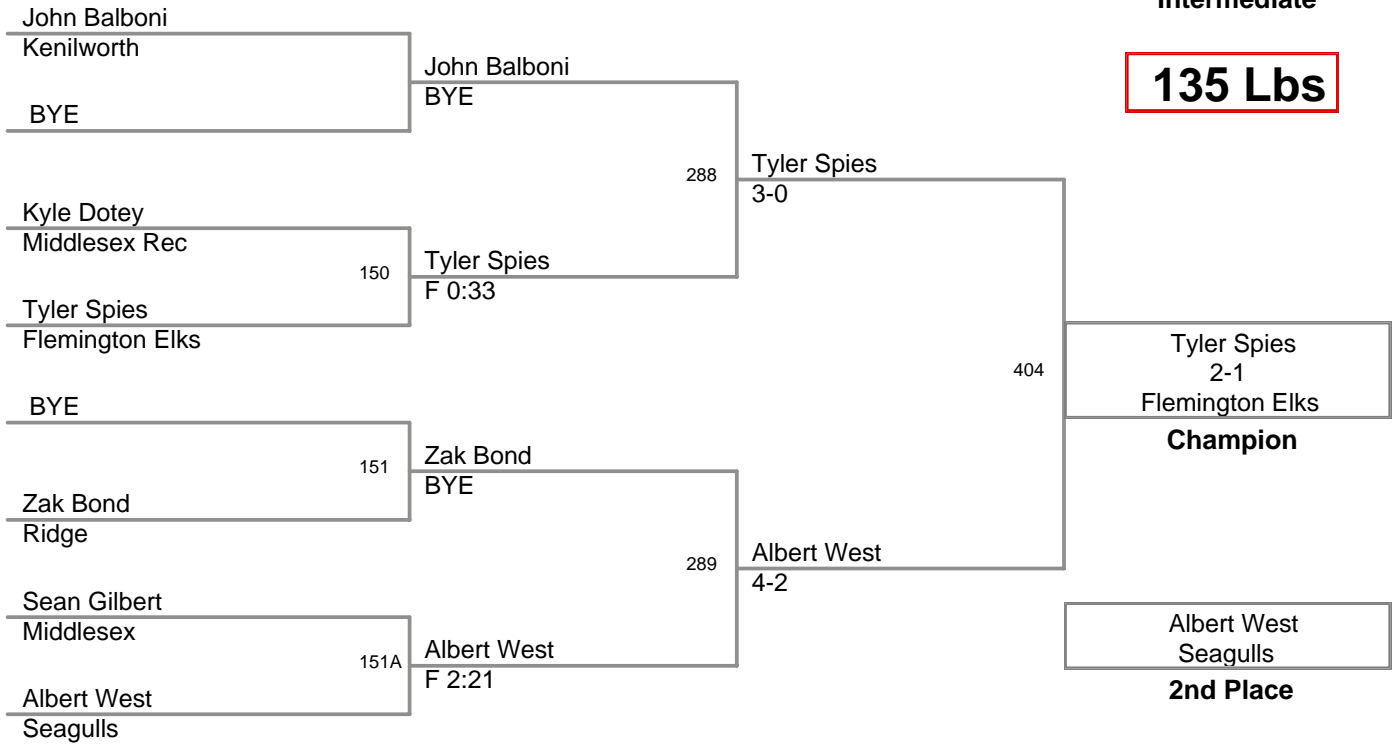 Intermediate
135 Lbs
John Balboni
Kenilworth
BYE
Kyle Dotey
Middlesex Rec
150
Tyler Spies
Flemington Elks
BYE
151
Zak Bond
Ridge
Sean Gilbert
Middlesex
151A
Albert West
Seagulls
John Balboni
BYE
288
Tyler Spies
F 0:33
Zak Bond
BYE
289
Albert West
F 2:21
Tyler Spies
3-0
404
Albert West
4-2
Tyler Spies
2-1
Flemington Elks
Champion
Albert West
Seagulls
2nd Place